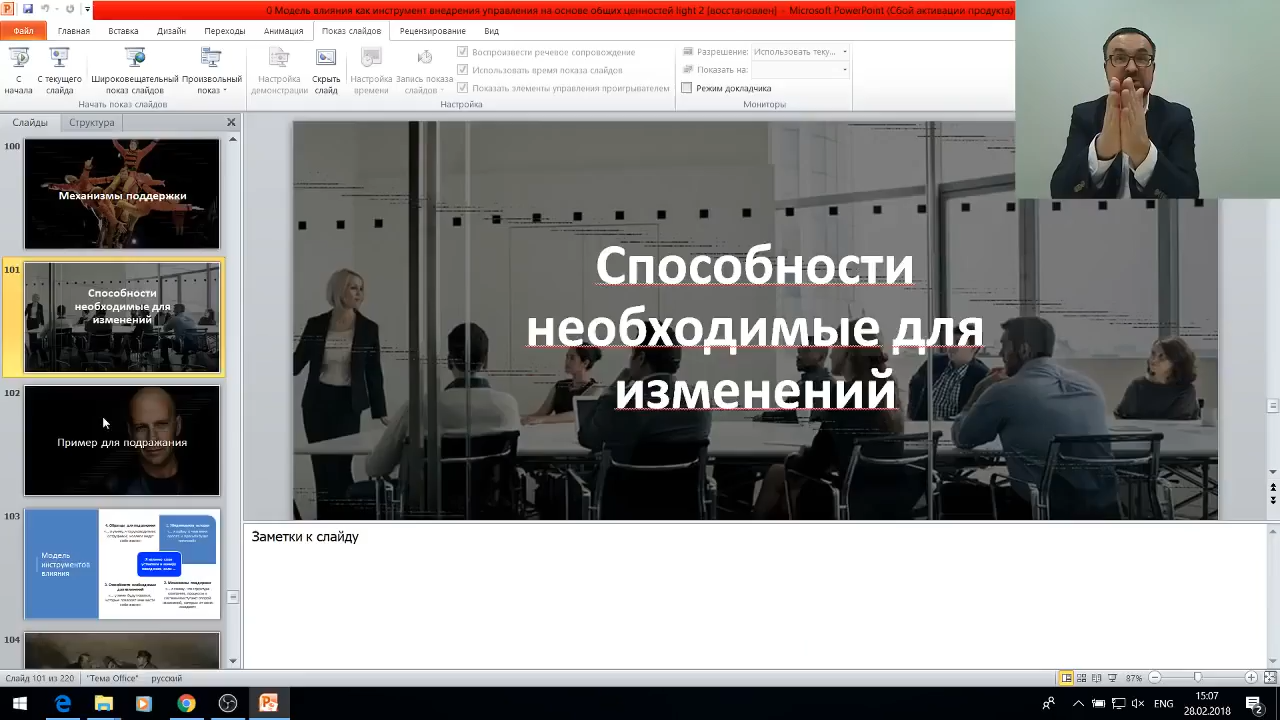 0 Модель влияния как инструмент внедрения управления на основе общих ценностей light 2 [восстановлен] - Microsoft PowerPoint (Сбой активации продукта)
Файл Главная Вставка Дизайн Переходы Анимация Показ слайдов Рецензирование Вид
С начала
С текущего слайда
Широковещательный показ слайдов
Произвольный показ
Начать показ слайдов
Настройка демонстрации
Скрыть слайд
Настройка времени
Запись показа слайдов
Воспроизвести речевое сопровождение
Использовать время показа слайдов
Показать элементы управления проигрывателем
Настройка
Разрешение: Использовать теку...
Показать на:
Режим докладчика
Мониторы
Слайды Структура
100
Механизмы поддержки
101
Способности
необходимые для
изменений
102
Пример для подражания
103
Модель
инструментов
влияния
104
Способности
необходимые для
изменений
Заметки к слайду
Слайд 101 из 220 "Тема Office" русский 87%
ENG 15:07
28.02.2018
2